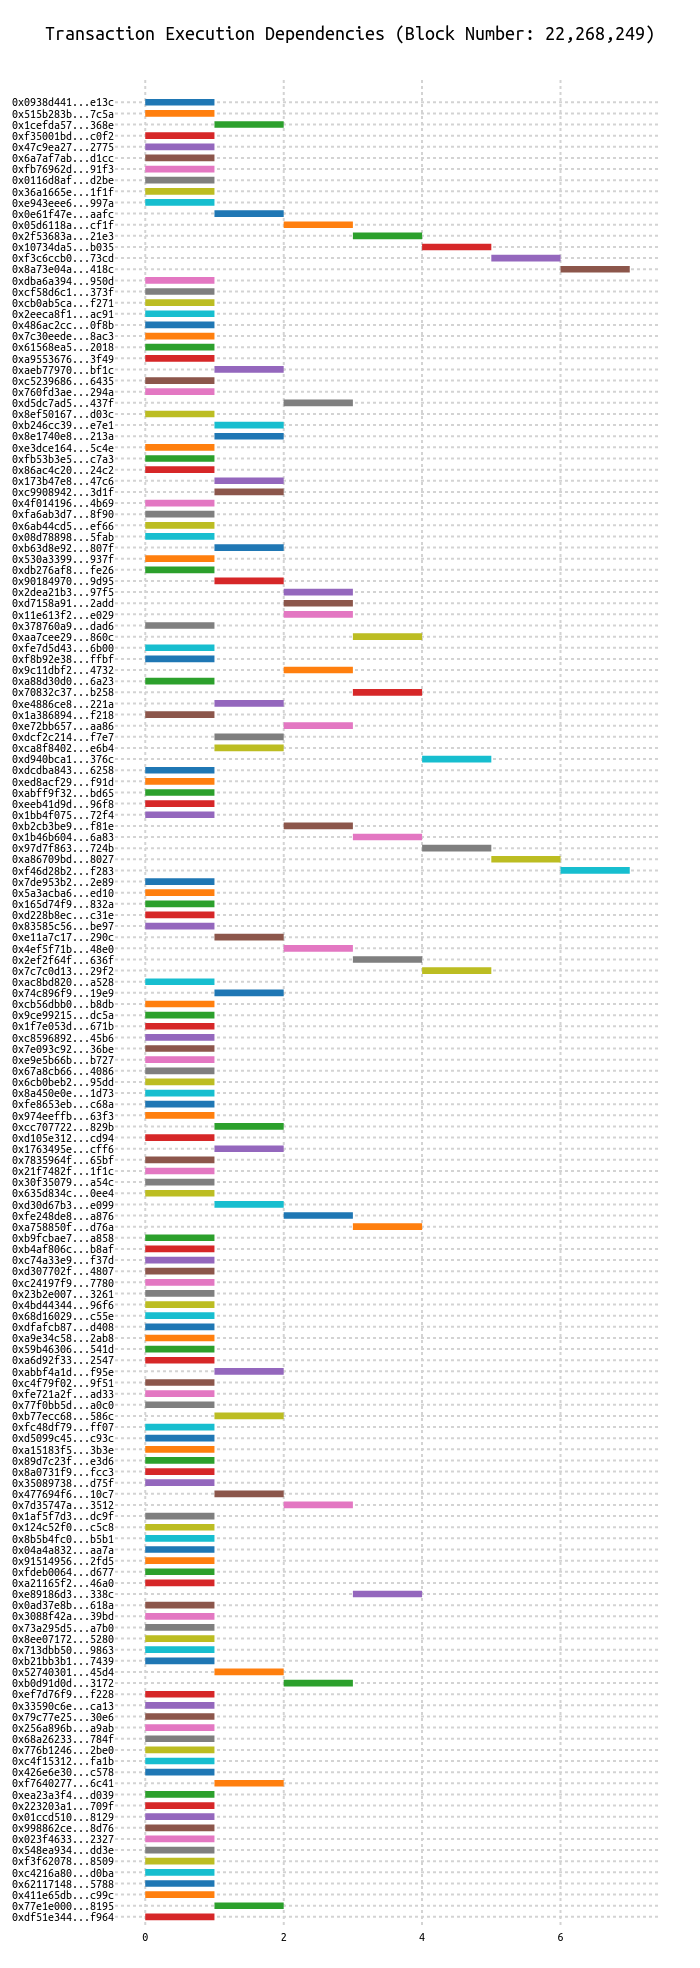 Transaction Execution Dependencies (Block Number: 22,268,249)
0x0938d441...e13c
0x515b283b...7c5a
0x1cefda57...368e
0xf35001bd...c0f2
0x47c9ea27...2775
0x6a7af7ab...d1cc
0xfb76962d...91f3
0x0116d8af...d2be
0x36a1665e...1f1f
0xe943eee6...997a
0x0e61f47e...aafc
0x05d6118a...cf1f
0x2f53683a...21e3
0x10734da5...b035
0xf3c6ccb0...73cd
0x8a73e04a...418c
0xdba6a394...950d
0xcf58d6c1...373f
0xcb0ab5ca...f271
0x2eeca8f1...ac91
0x486ac2cc...0f8b
0x7c30eede...8ac3
0x61568ea5...2018
0xa9553676...3f49
0xaeb77970...bf1c
0xc5239686...6435
0x760fd3ae...294a
0xd5dc7ad5...437f
0x8ef50167...d03c
0xb246cc39...e7e1
0x8e1740e8...213a
0xe3dce164...5c4e
0xfb53b3e5...c7a3
0x86ac4c20...24c2
0x173b47e8...47c6
0xc9908942...3d1f
0x4f014196...4b69
0xfa6ab3d7...8f90
0x6ab44cd5...ef66
0x08d78898...5fab
0xb63d8e92...807f
0x530a3399...937f
0xdb276af8...fe26
0x90184970...9d95
0x2dea21b3...97f5
0xd7158a91...2add
0x11e613f2...e029
0x378760a9...dad6
0xaa7cee29...860c
0xfe7d5d43...6b00
0xf8b92e38...ffbf
0x9c11dbf2...4732
0xa88d30d0...6a23
0x70832c37...b258
0xe4886ce8...221a
0x1a386894...f218
0xe72bb657...aa86
0xdcf2c214...f7e7
0xca8f8402...e6b4
0xd940bca1...376c
0xdcdba843...6258
0xed8acf29...f91d
0xabff9f32...bd65
0xeeb41d9d...96f8
0x1bb4f075...72f4
0xb2cb3be9...f81e
0x1b46b604...6a83
0x97d7f863...724b
0xa86709bd...8027
0xf46d28b2...f283
0x7de953b2...2e89
0x5a3acba6...ed10
0x165d74f9...832a
0xd228b8ec...c31e
0x83585c56...be97
0xe11a7c17...290c
0x4ef5f71b...48e0
0x2ef2f64f...636f
0x7c7c0d13...29f2
0xac8bd820...a528
0x74c896f9...19e9
0xcb56dbb0...b8db
0x9ce99215...dc5a
0x1f7e053d...671b
0xc8596892...45b6
0x7e093c92...36be
0xe9e5b66b...b727
0x67a8cb66...4086
0x6cb0beb2...95dd
0x8a450e0e...1d73
0xfe8653eb...c68a
0x974eeffb...63f3
0xcc707722...829b
0xd105e312...cd94
0x1763495e...cff6
0x7835964f...65bf
0x21f7482f...1f1c
0x30f35079...a54c
0x635d834c...0ee4
0xd30d67b3...e099
0xfe248de8...a876
0xa758850f...d76a
0xb9fcbae7...a858
0xb4af806c...b8af
0xc74a33e9...f37d
0xd307702f...4807
0xc24197f9...7780
0x23b2e007...3261
0x4bd44344...96f6
0x68d16029...c55e
0xdfafcb87...d408
0xa9e34c58...2ab8
0x59b46306...541d
0xa6d92f33...2547
0xabbf4a1d...f95e
0xc4f79f02...9f51
0xfe721a2f...ad33
0x77f0bb5d...a0c0
0xb77ecc68...586c
0xfc48df79...ff07
0xd5099c45...c93c
0xa15183f5...3b3e
0x89d7c23f...e3d6
0x8a0731f9...fcc3
0x35089738...d75f
0x477694f6...10c7
0x7d35747a...3512
0x1af5f7d3...dc9f
0x124c52f0...c5c8
0x8b5b4fc0...b5b1
0x04a4a832...aa7a
0x91514956...2fd5
0xfdeb0064...d677
0xa21165f2...46a0
0xe89186d3...338c
0x0ad37e8b...618a
0x3088f42a...39bd
0x73a295d5...a7b0
0x8ee07172...5280
0x713dbb50...9863
0xb21bb3b1...7439
0x52740301...45d4
0xb0d91d0d...3172
0xef7d76f9...f228
0x33590c6e...ca13
0x79c77e25...30e6
0x256a896b...a9ab
0x68a26233...784f
0x776b1246...2be0
0xc4f15312...fa1b
0x426e6e30...c578
0xf7640277...6c41
0xea23a3f4...d039
0x223203a1...709f
0x01ccd510...8129
0x998862ce...8d76
0x023f4633...2327
0x548ea934...dd3e
0xf3f62078...8509
0xc4216a80...d0ba
0x62117148...5788
0x411e65db...c99c
0x77e1e000...8195
0xdf51e344...f964
0 2 4 6